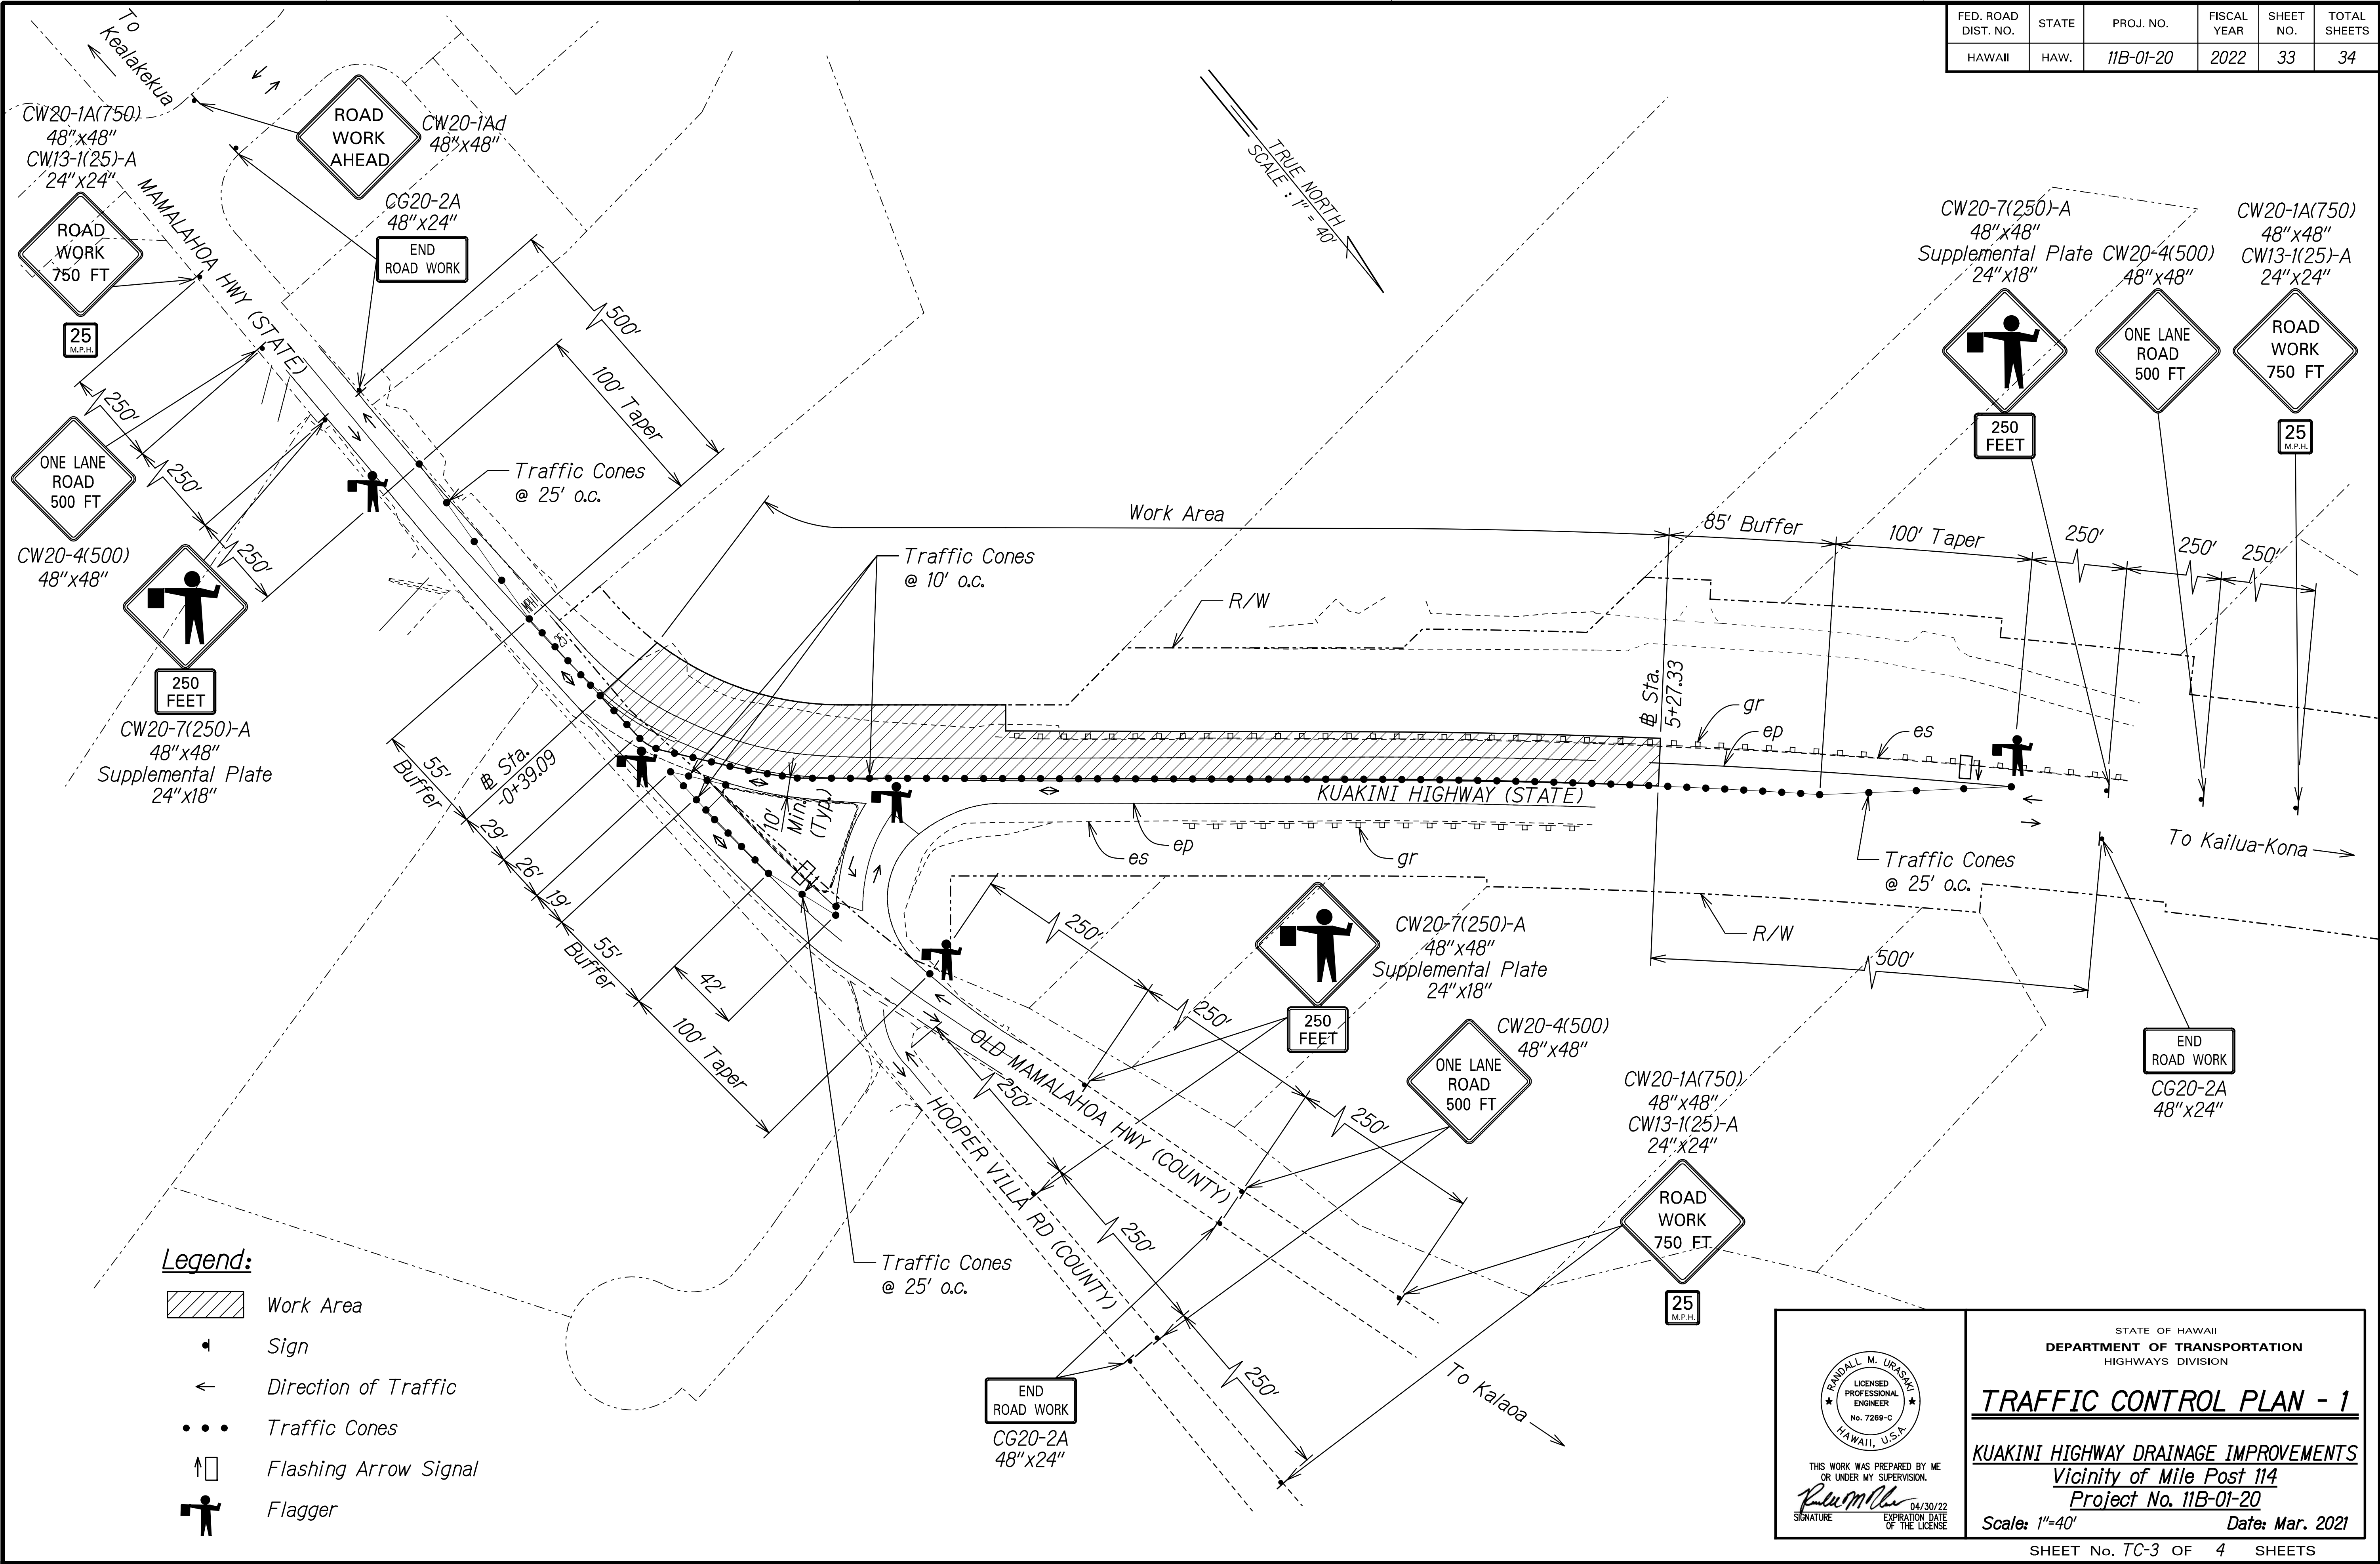 FED. ROAD DIST. NO.
STATE
PROJ. NO.
FISCAL YEAR
SHEET NO.
TOTAL SHEETS
HAWAII
HAW.
11B-01-20
2022
33
34
To
Kealakekua
CW20-1A(750)
48"x48"
CW13-1(25)-A
24"x24"
ROAD
WORK
750 FT
25
M.P.H.
ROAD
WORK
AHEAD
CW20-1Ad
48"x48"
CG20-2A
48"x24"
END
ROAD WORK
MAMALAHOA HWY (STATE)
500'
100' Taper
Traffic Cones
@ 25' o.c.
250'
250'
250'
ONE LANE
ROAD
500 FT
CW20-4(500)
48"x48"
250
FEET
CW20-7(250)-A
48"x48"
Supplemental Plate
24"x18"
TRUE NORTH
SCALE : 1" = 40'
Work Area
Traffic Cones
@ 10' o.c.
R/W
85' Buffer
100' Taper
250'
250'
250'
CW20-7(250)-A
48"x48"
Supplemental Plate
24"x18"
250
FEET
CW20-4(500)
48"x48"
ONE LANE
ROAD
500 FT
CW20-1A(750)
48"x48"
CW13-1(25)-A
24"x24"
ROAD
WORK
750 FT
25
M.P.H.
Sta.
5+27.33
gr
ep
es
KUAKINI HIGHWAY (STATE)
To Kailua-Kona
Traffic Cones
@ 25' o.c.
R/W
500'
END
ROAD WORK
CG20-2A
48"x24"
es
ep
gr
10'
Min.
(Typ.)
Sta.
-0+39.09
55'
Buffer
29'
26'
19'
55'
Buffer
42'
100' Taper
250'
250'
250'
CW20-7(250)-A
48"x48"
Supplemental Plate
24"x18"
250
FEET
CW20-4(500)
48"x48"
ONE LANE
ROAD
500 FT
CW20-1A(750)
48"x48"
CW13-1(25)-A
24"x24"
ROAD
WORK
750 FT
25
M.P.H.
OLD MAMALAHOA HWY (COUNTY)
HOOPER VILLA RD (COUNTY)
250'
250'
250'
Traffic Cones
@ 25' o.c.
END
ROAD WORK
CG20-2A
48"x24"
To Kalaoa
Legend:
Work Area
Sign
Direction of Traffic
Traffic Cones
Flashing Arrow Signal
Flagger
RANDALL M. URASAKI
LICENSED
PROFESSIONAL
ENGINEER
No. 7269-C
HAWAII, U.S.A.
THIS WORK WAS PREPARED BY ME
OR UNDER MY SUPERVISION.
04/30/22
SIGNATURE
EXPIRATION DATE
OF THE LICENSE
STATE OF HAWAII
DEPARTMENT OF TRANSPORTATION
HIGHWAYS DIVISION
TRAFFIC CONTROL PLAN - 1
KUAKINI HIGHWAY DRAINAGE IMPROVEMENTS
Vicinity of Mile Post 114
Project No. 11B-01-20
Scale: 1"=40'
Date: Mar. 2021
SHEET No. TC-3 OF 4 SHEETS